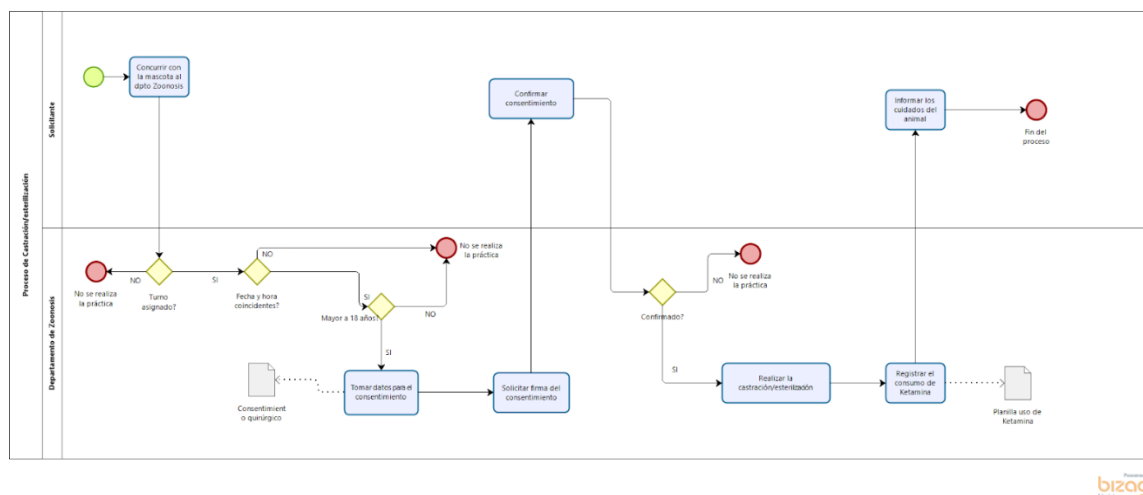 Proceso de Castración/esterilización
Solicitante
Concurrir con
la mascota al
dpto Zoonosis
Confirmar
consentimiento
Informar los
cuidados del
animal
Fin del
proceso
Departamento de Zoonosis
No se realiza
la práctica
NO
Turno
asignado?
SI
Fecha y hora
coincidentes?
NO
No se realiza
la práctica
SI
Mayor a 18 años?
NO
SI
Consentimient
o quirúrgico
Tomar datos para el
consentimiento
Solicitar firma del
consentimiento
Confirmado?
NO
No se realiza
la práctica
SI
Realizar la
castración/esterilización
Registrar el
consumo de
Ketamina
Planilla uso de
Ketamina